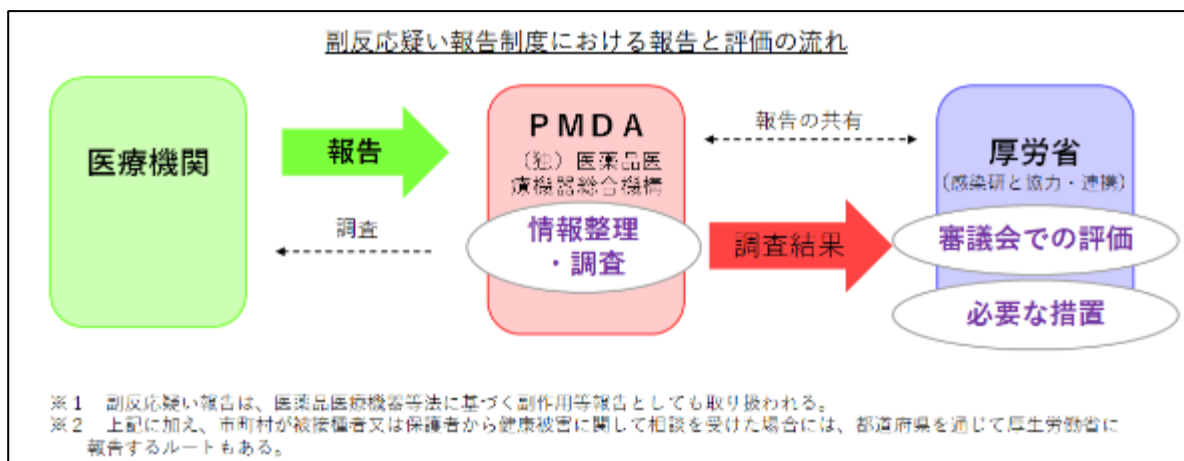 副反応疑い報告制度における報告と評価の流れ
医療機関
報告
調査
PMDA
（独）医薬品医
療機器総合機構
情報整理
・調査
報告の共有
調査結果
厚労省
（感染研と協力・連携）
審議会での評価
必要な措置
※１　副反応疑い報告は、医薬品医療機器等法に基づく副作用等報告としても取り扱われる。
※２　上記に加え、市町村が被接種者又は保護者から健康被害に関して相談を受けた場合には、都道府県を通じて厚生労働省に
報告するルートもある。